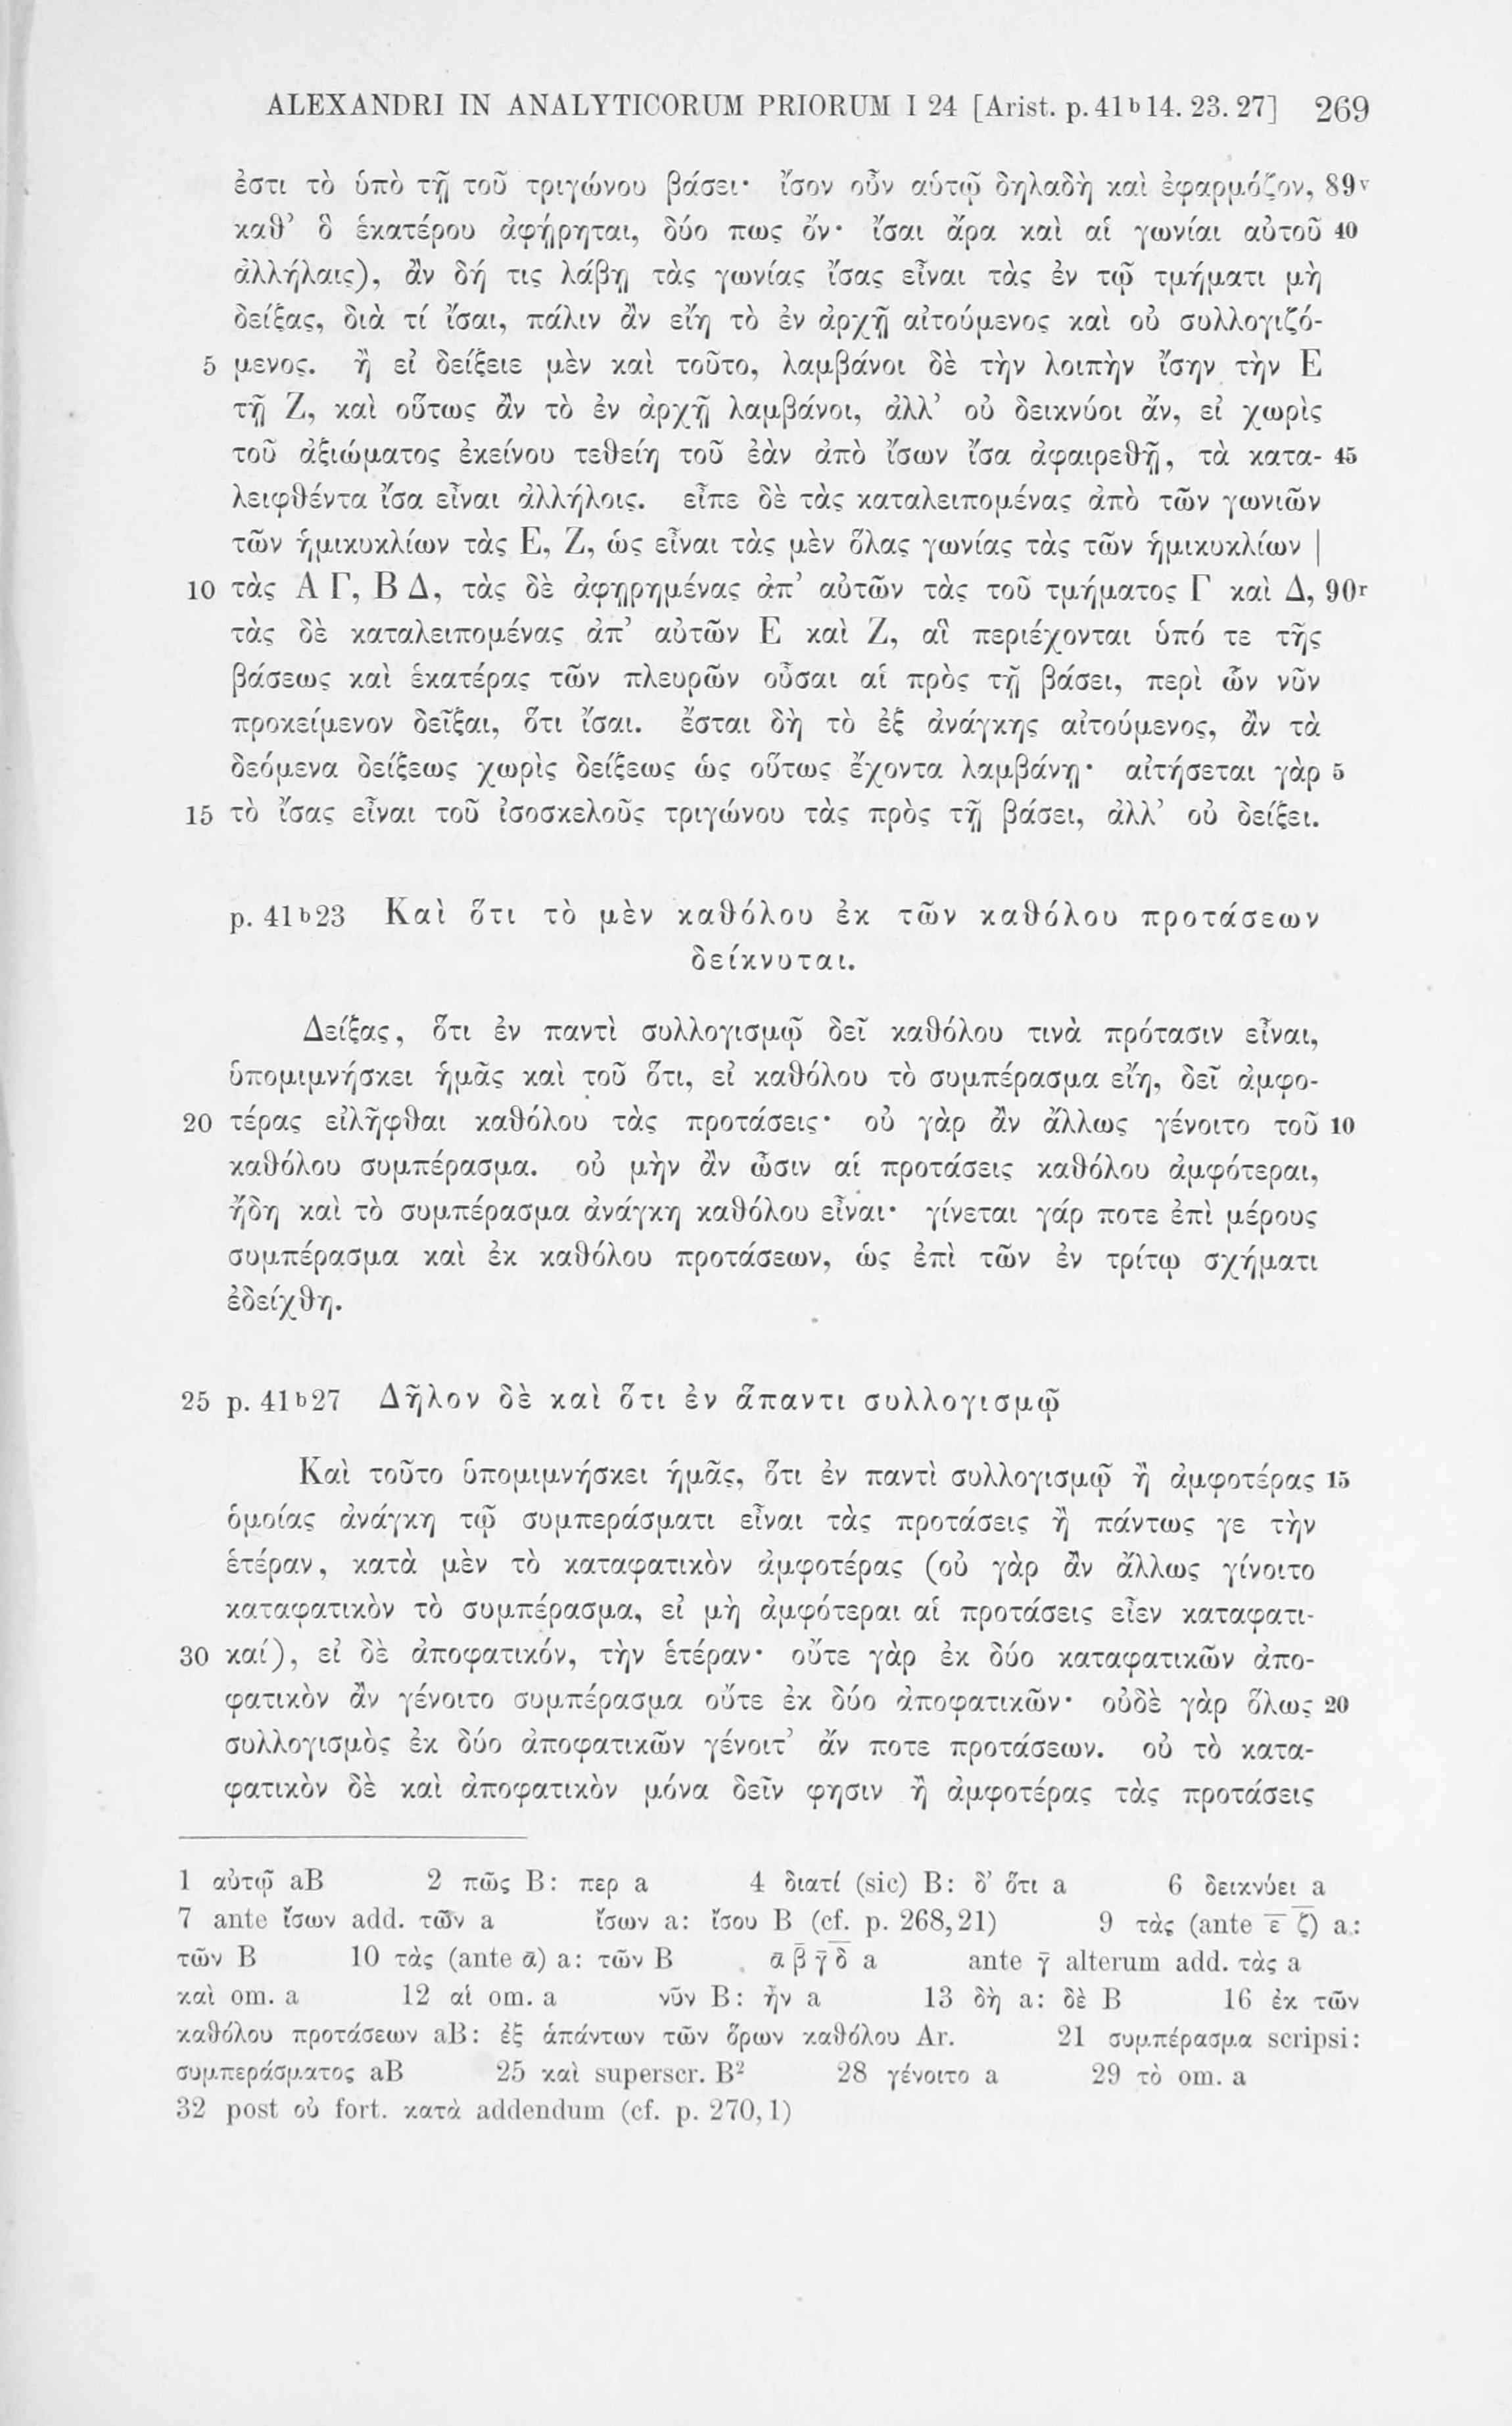 ALEXANDRI IN ANALYTICORUM PRIORUM I 24 [Arist. p. 41ᵇ14. 23. 27] 269
ἐστι τὸ ὑπὸ τῇ τοῦ τριγώνου βάσει· ἴσον οὖν αὑτῷ δηλαδὴ καὶ ἐφαρμόζον, 89ᵛ
καθ’ ὃ ἑκατέρου ἀφῄρηται, δύο πως ὄν· ἴσαι ἄρα καὶ αἱ γωνίαι αὐτοῦ 40
ἀλλήλαις), ἂν δή τις λάβῃ τὰς γωνίας ἴσας εἶναι τὰς ἐν τῷ τμήματι μὴ
δείξας, διὰ τί ἴσαι, πάλιν ἂν εἴη τὸ ἐν ἀρχῇ αἰτούμενος καὶ οὐ συλλογιζό-
5 μενος. ἢ εἰ δείξειε μὲν καὶ τοῦτο, λαμβάνοι δὲ τὴν λοιπὴν ἴσην τὴν Ε
τῇ Ζ, καὶ οὕτως ἂν τὸ ἐν ἀρχῇ λαμβάνοι, ἀλλ’ οὐ δεικνύοι ἄν, εἰ χωρὶς
τοῦ ἀξιώματος ἐκείνου τεθείη τοῦ ἐὰν ἀπὸ ἴσων ἴσα ἀφαιρεθῇ, τὰ κατα- 45
λειφθέντα ἴσα εἶναι ἀλλήλοις. εἶπε δὲ τὰς καταλειπομένας ἀπὸ τῶν γωνιῶν
τῶν ἡμικυκλίων τὰς Ε, Ζ, ὡς εἶναι τὰς μὲν ὅλας γωνίας τὰς τῶν ἡμικυκλίων |
10 τὰς Α Γ, Β Δ, τὰς δὲ ἀφῃρημένας ἀπ’ αὐτῶν τὰς τοῦ τμήματος Γ καὶ Δ, 90ʳ
τὰς δὲ καταλειπομένας ἀπ’ αὐτῶν Ε καὶ Ζ, αἳ περιέχονται ὑπό τε τῆς
βάσεως καὶ ἑκατέρας τῶν πλευρῶν οὖσαι αἱ πρὸς τῇ βάσει, περὶ ὧν νῦν
προκείμενον δεῖξαι, ὅτι ἴσαι. ἔσται δὴ τὸ ἐξ ἀνάγκης αἰτούμενος, ἂν τὰ
δεόμενα δείξεως χωρὶς δείξεως ὡς οὕτως ἔχοντα λαμβάνῃ· αἰτήσεται γὰρ 5
15 τὸ ἴσας εἶναι τοῦ ἰσοσκελοῦς τριγώνου τὰς πρὸς τῇ βάσει, ἀλλ’ οὐ δείξει.
p. 41ᵇ23 Καὶ ὅτι τὸ μὲν καθόλου ἐκ τῶν καθόλου προτάσεων
δείκνυται.
Δείξας, ὅτι ἐν παντὶ συλλογισμῷ δεῖ καθόλου τινὰ πρότασιν εἶναι,
ὑπομιμνήσκει ἡμᾶς καὶ τοῦ ὅτι, εἰ καθόλου τὸ συμπέρασμα εἴη, δεῖ ἀμφο-
20 τέρας εἰλῆφθαι καθόλου τὰς προτάσεις· οὐ γὰρ ἂν ἄλλως γένοιτο τοῦ 10
καθόλου συμπέρασμα. οὐ μὴν ἂν ὦσιν αἱ προτάσεις καθόλου ἀμφότεραι,
ἤδη καὶ τὸ συμπέρασμα ἀνάγκη καθόλου εἶναι· γίνεται γάρ ποτε ἐπὶ μέρους
συμπέρασμα καὶ ἐκ καθόλου προτάσεων, ὡς ἐπὶ τῶν ἐν τρίτῳ σχήματι
ἐδείχθη.
25 p. 41ᵇ27 Δῆλον δὲ καὶ ὅτι ἐν ἅπαντι συλλογισμῷ
Καὶ τοῦτο ὑπομιμνήσκει ἡμᾶς, ὅτι ἐν παντὶ συλλογισμῷ ἢ ἀμφοτέρας 15
ὁμοίας ἀνάγκη τῷ συμπεράσματι εἶναι τὰς προτάσεις ἢ πάντως γε τὴν
ἑτέραν, κατὰ μὲν τὸ καταφατικὸν ἀμφοτέρας (οὐ γὰρ ἂν ἄλλως γίνοιτο
καταφατικὸν τὸ συμπέρασμα, εἰ μὴ ἀμφότεραι αἱ προτάσεις εἶεν καταφατι-
30 καί), εἰ δὲ ἀποφατικόν, τὴν ἑτέραν· οὔτε γὰρ ἐκ δύο καταφατικῶν ἀπο-
φατικὸν ἂν γένοιτο συμπέρασμα οὔτε ἐκ δύο ἀποφατικῶν· οὐδὲ γὰρ ὅλως 20
συλλογισμὸς ἐκ δύο ἀποφατικῶν γένοιτ’ ἄν ποτε προτάσεων. οὐ τὸ κατα-
φατικὸν δὲ καὶ ἀποφατικὸν μόνα δεῖν φησιν ἢ ἀμφοτέρας τὰς προτάσεις
1 αὐτῷ aB 2 πῶς B: περ a 4 διατί (sic) B: δ’ ὅτι a 6 δεικνύει a
7 ante ἴσων add. τῶν a ἴσων a: ἴσου B (cf. p. 268,21) 9 τὰς (ante ε̅ ζ̅) a:
τῶν B 10 τὰς (ante α̅) a: τῶν B α̅ β̅ γ̅ δ̅ a ante γ̅ alterum add. τὰς a
καὶ om. a 12 αἱ om. a νῦν B: ἦν a 13 δὴ a: δὲ B 16 ἐκ τῶν
καθόλου προτάσεων aB: ἐξ ἁπάντων τῶν ὅρων καθόλου Ar. 21 συμπέρασμα scripsi:
συμπεράσματος aB 25 καὶ superscr. B² 28 γένοιτο a 29 τὸ om. a
32 post οὐ fort. κατὰ addendum (cf. p. 270,1)